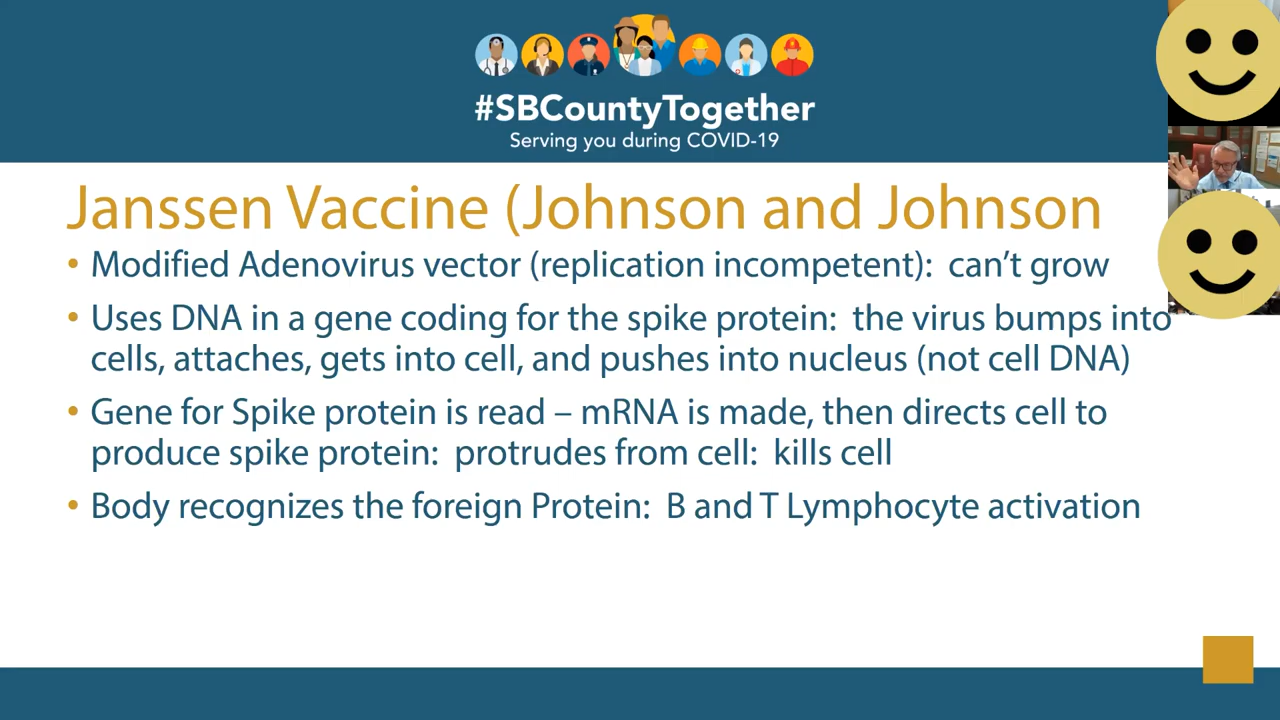 #SBCountyTogether
Serving you during COVID-19
Janssen Vaccine (Johnson and Johnson
• Modified Adenovirus vector (replication incompetent):  can’t grow
• Uses DNA in a gene coding for the spike protein:  the virus bumps into
cells, attaches, gets into cell, and pushes into nucleus (not cell DNA)
• Gene for Spike protein is read – mRNA is made, then directs cell to
produce spike protein:  protrudes from cell:  kills cell
• Body recognizes the foreign Protein:  B and T Lymphocyte activation